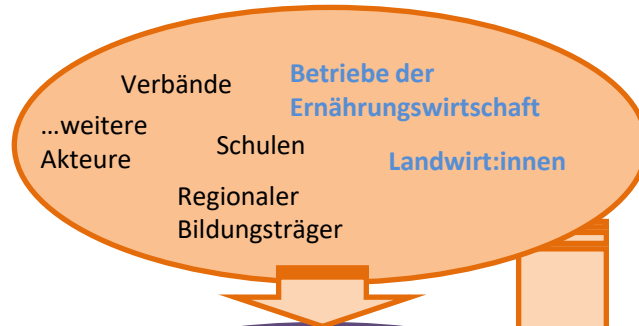 Verbände
Betriebe der
Ernährungswirtschaft
…weitere
Akteure
Schulen
Landwirt:innen
Regionaler
Bildungsträger